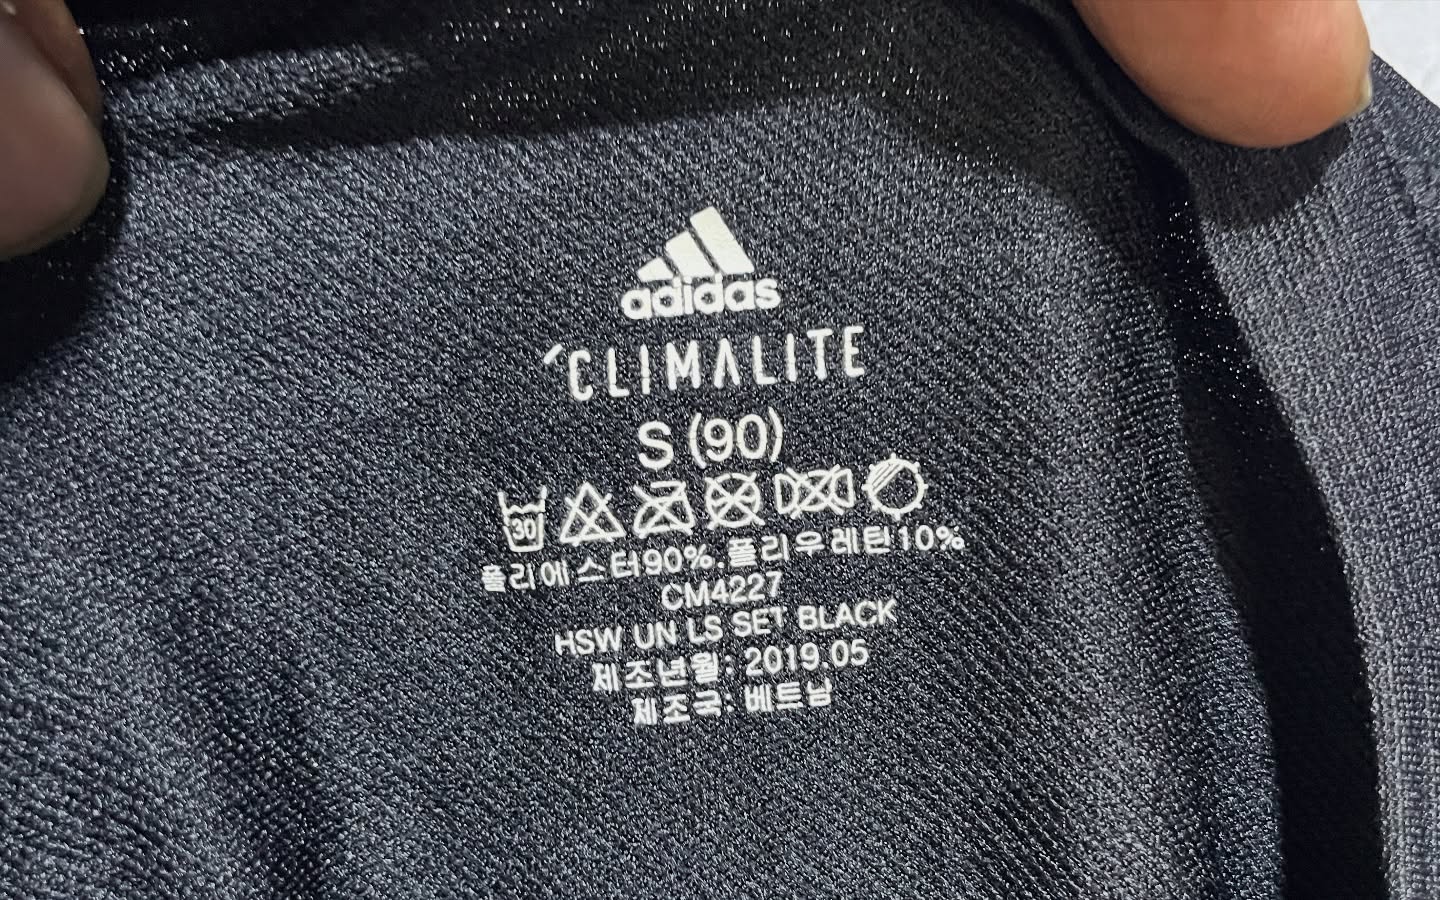 adidas
CLIMALITE
S (90)
30
폴리에스터90%.폴리우레탄10%
CM4227
HSW UN LS SET BLACK
제조년월: 2019.05
제조국: 베트남